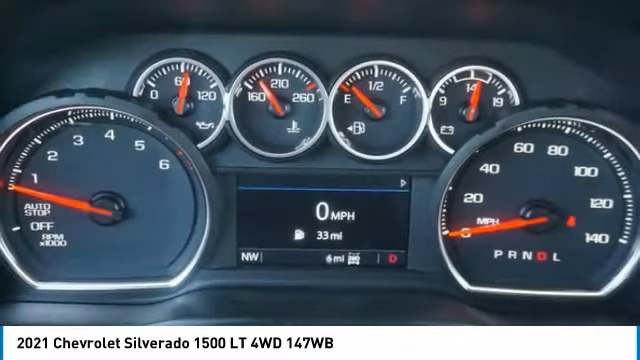 0 60 120
160 210 260
E 1/2 F
9 14 19
1 2 3 4 5 6
AUTO
STOP
OFF
RPM
x1000
0 MPH
33 mi
NW 6 mi D
20 40 60 80 100 120 140
MPH
P R N D L
2021 Chevrolet Silverado 1500 LT 4WD 147WB